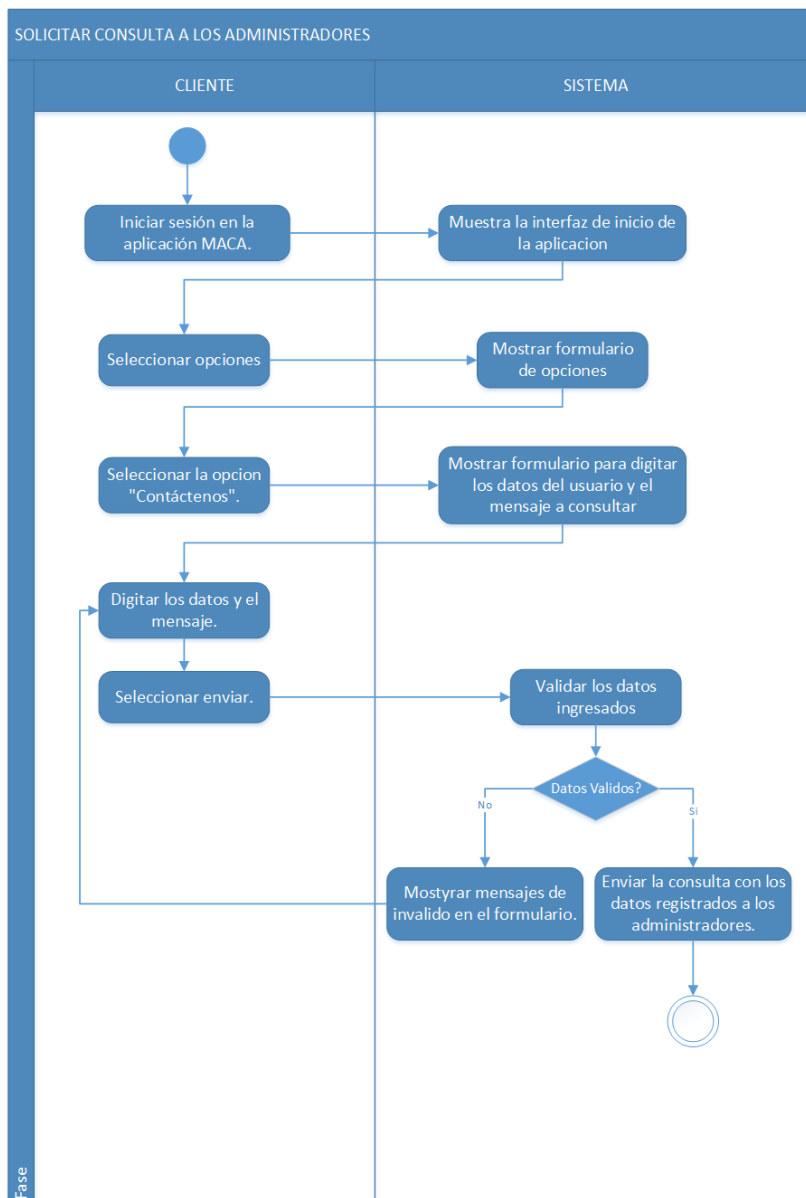 SOLICITAR CONSULTA A LOS ADMINISTRADORES
CLIENTE
SISTEMA
Iniciar sesión en la
aplicación MACA.
Muestra la interfaz de inicio de
la aplicacion
Seleccionar opciones
Mostrar formulario
de opciones
Seleccionar la opcion
"Contáctenos".
Mostrar formulario para digitar
los datos del usuario y el
mensaje a consultar
Digitar los datos y el
mensaje.
Seleccionar enviar.
Validar los datos
ingresados
Datos Validos?
No
Si
Mostyrar mensajes de
invalido en el formulario.
Enviar la consulta con los
datos registrados a los
administradores.
Fase